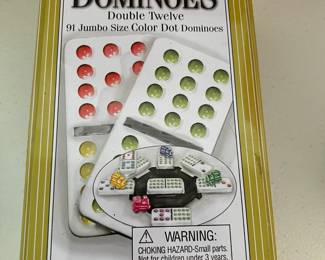 DOMINOES
Double Twelve
91 Jumbo Size Color Dot Dominoes
WARNING:
CHOKING HAZARD-Small parts.
Not for children under 3 years.